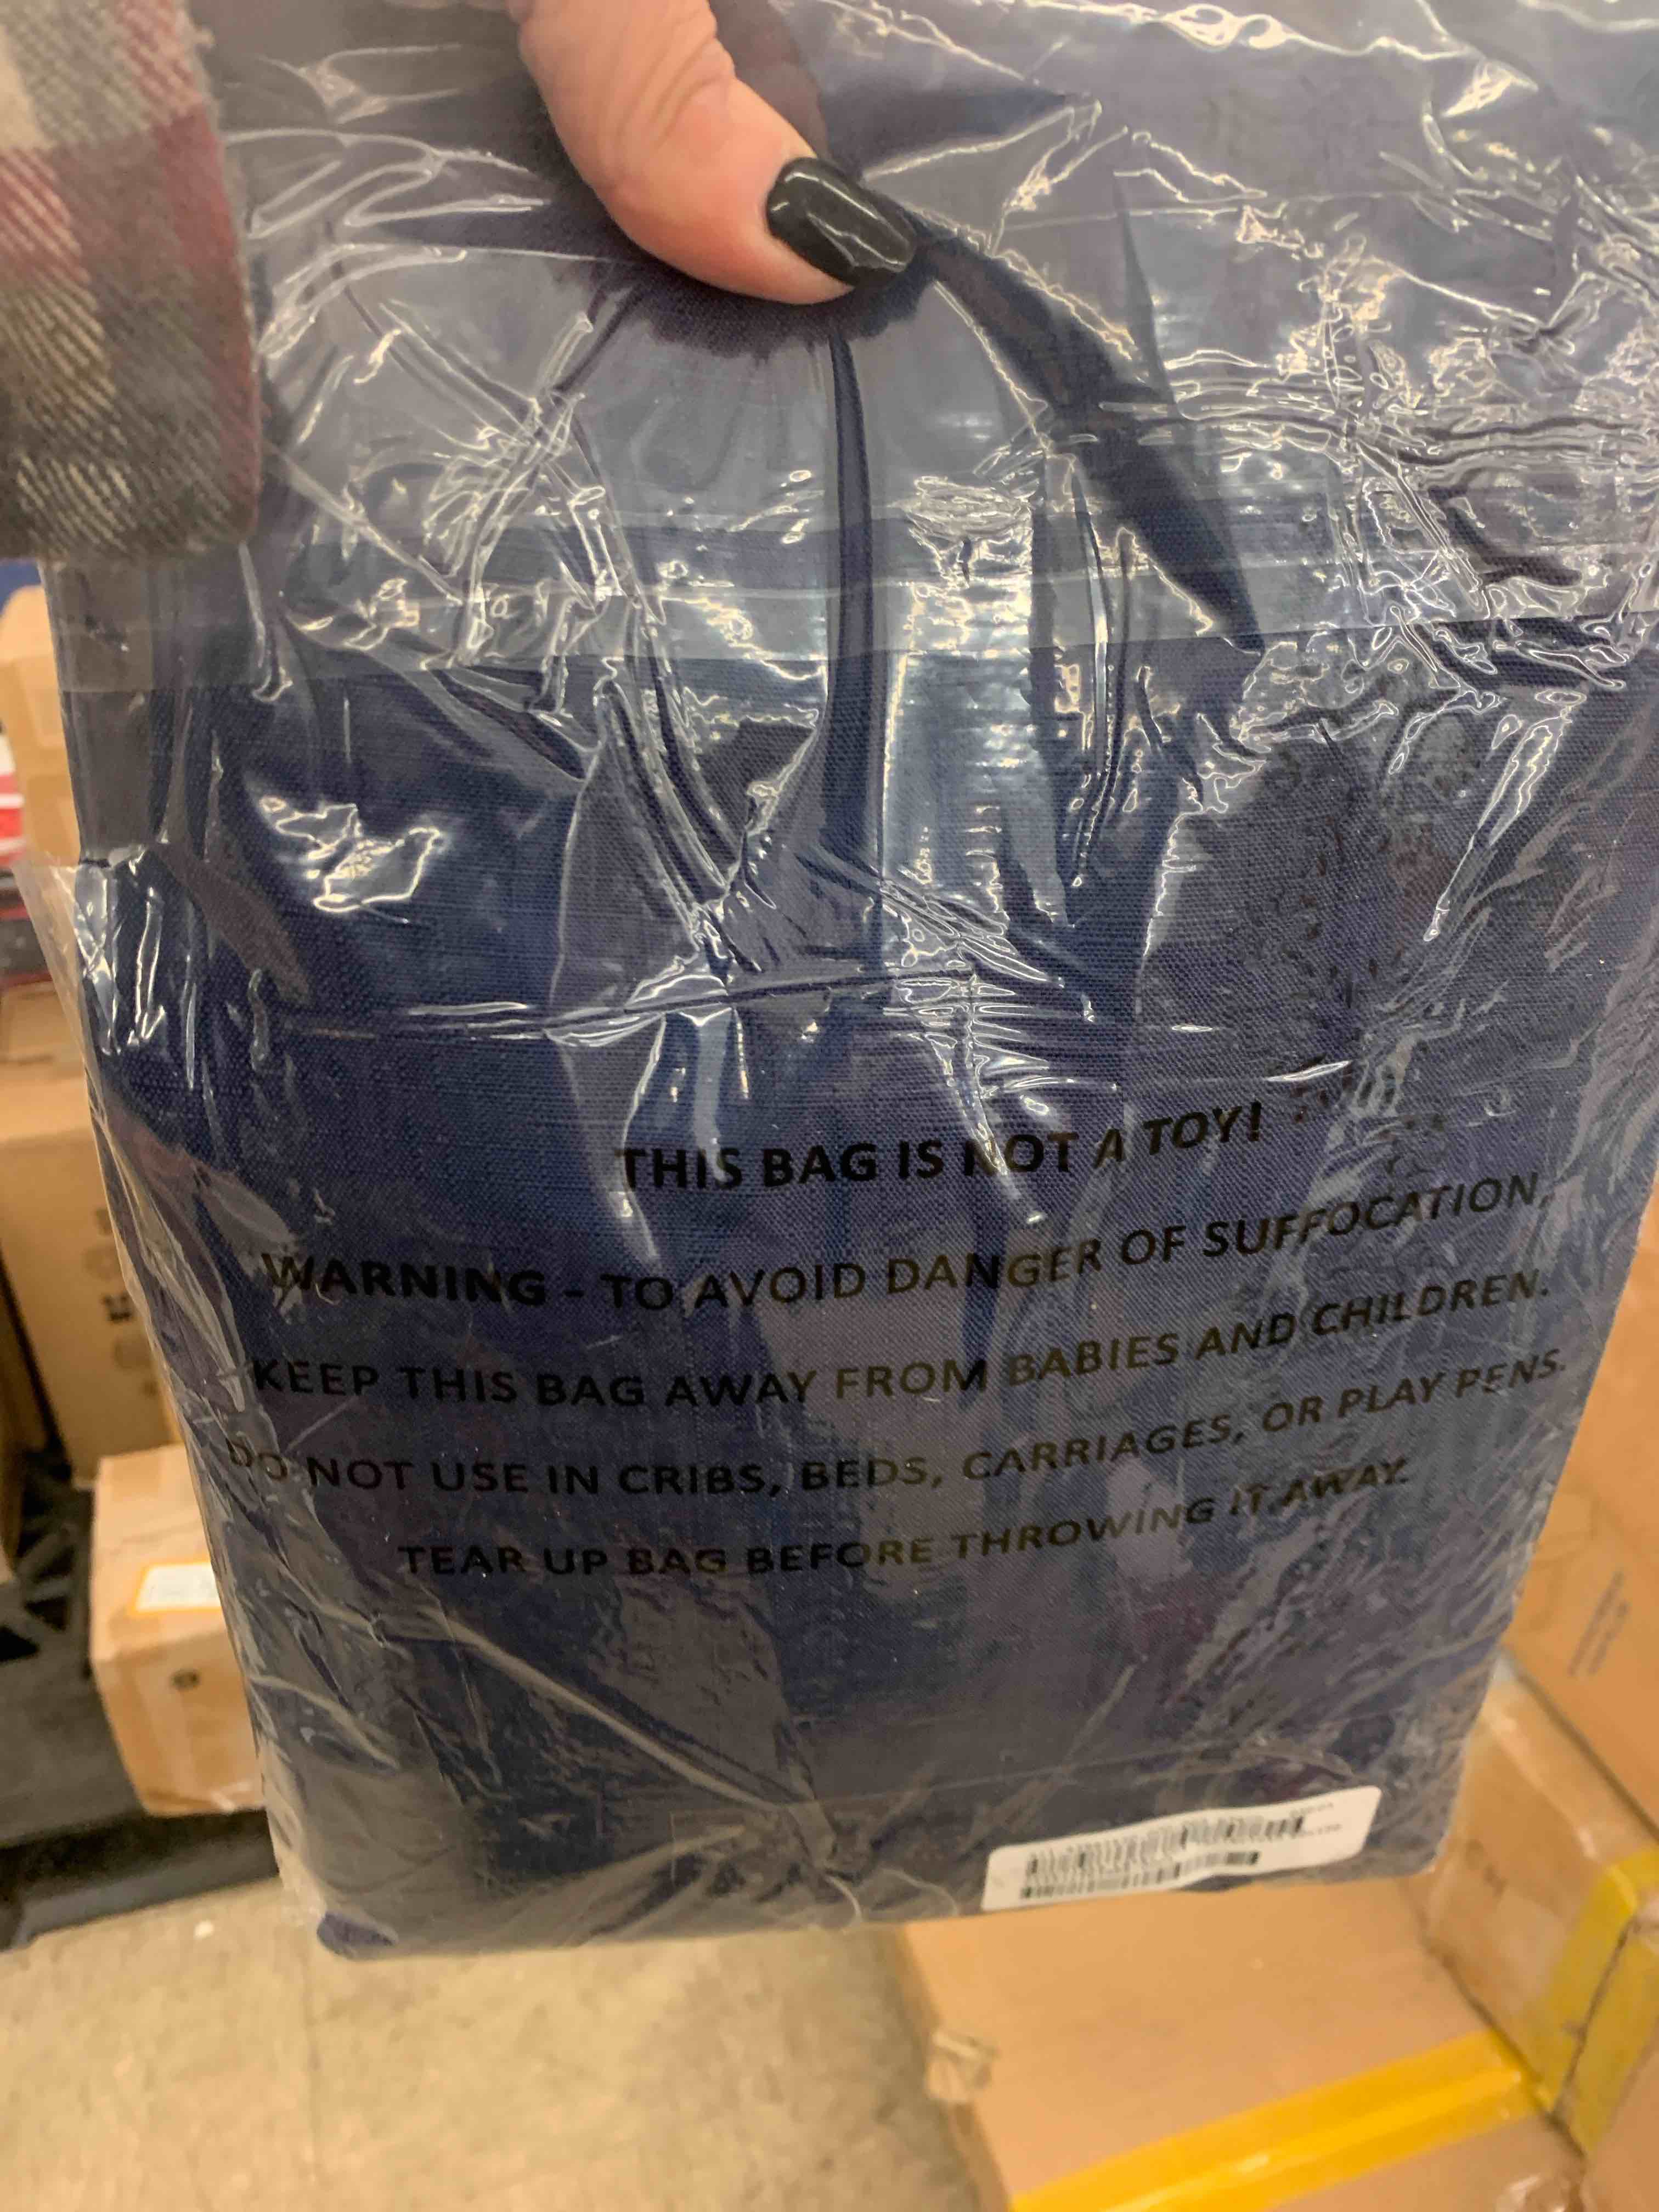 THIS BAG IS NOT A TOY!
WARNING - TO AVOID DANGER OF SUFFOCATION,
KEEP THIS BAG AWAY FROM BABIES AND CHILDREN.
DO NOT USE IN CRIBS, BEDS, CARRIAGES, OR PLAY PENS.
TEAR UP BAG BEFORE THROWING IT AWAY.